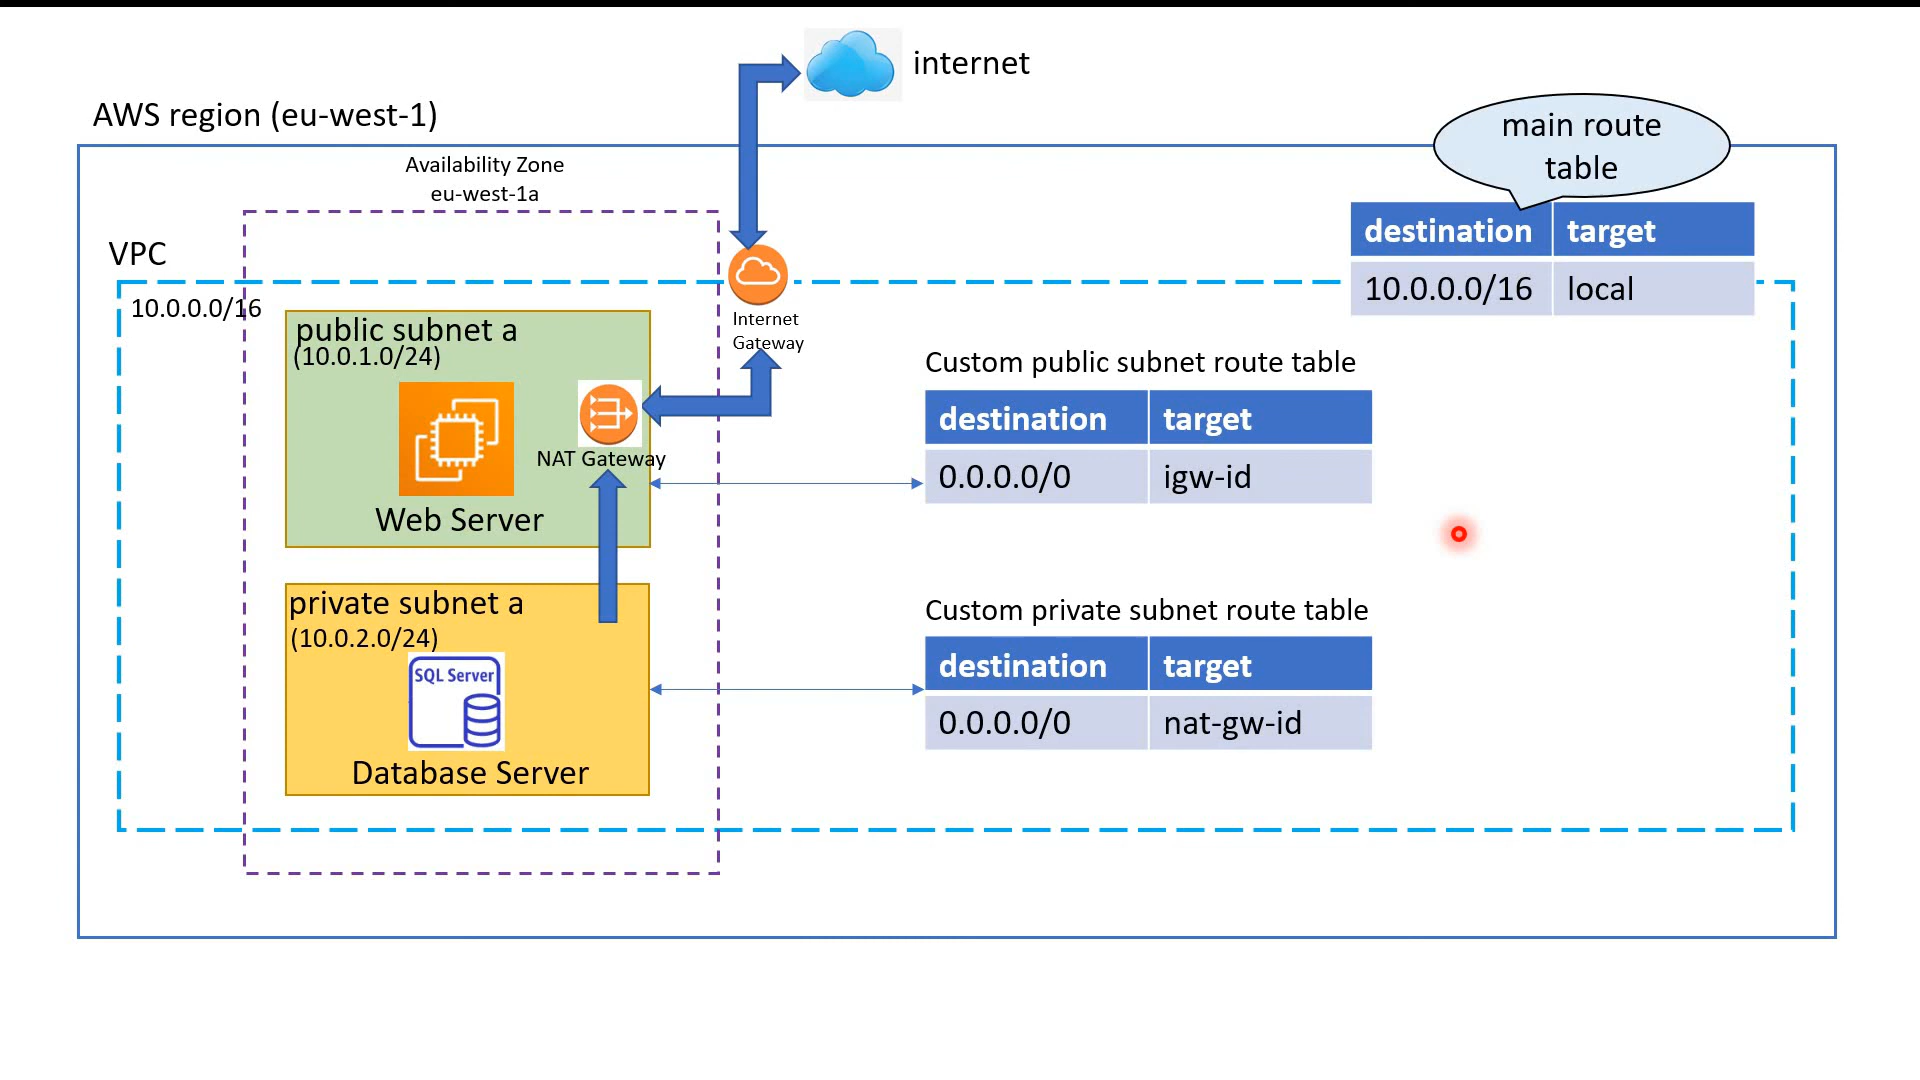 internet
AWS region (eu-west-1)
main route
table
Availability Zone
eu-west-1a
destination target
10.0.0.0/16 local
VPC
10.0.0.0/16
Internet
Gateway
public subnet a
(10.0.1.0/24)
NAT Gateway
Web Server
Custom public subnet route table
destination target
0.0.0.0/0 igw-id
private subnet a
(10.0.2.0/24)
SQL Server
Database Server
Custom private subnet route table
destination target
0.0.0.0/0 nat-gw-id